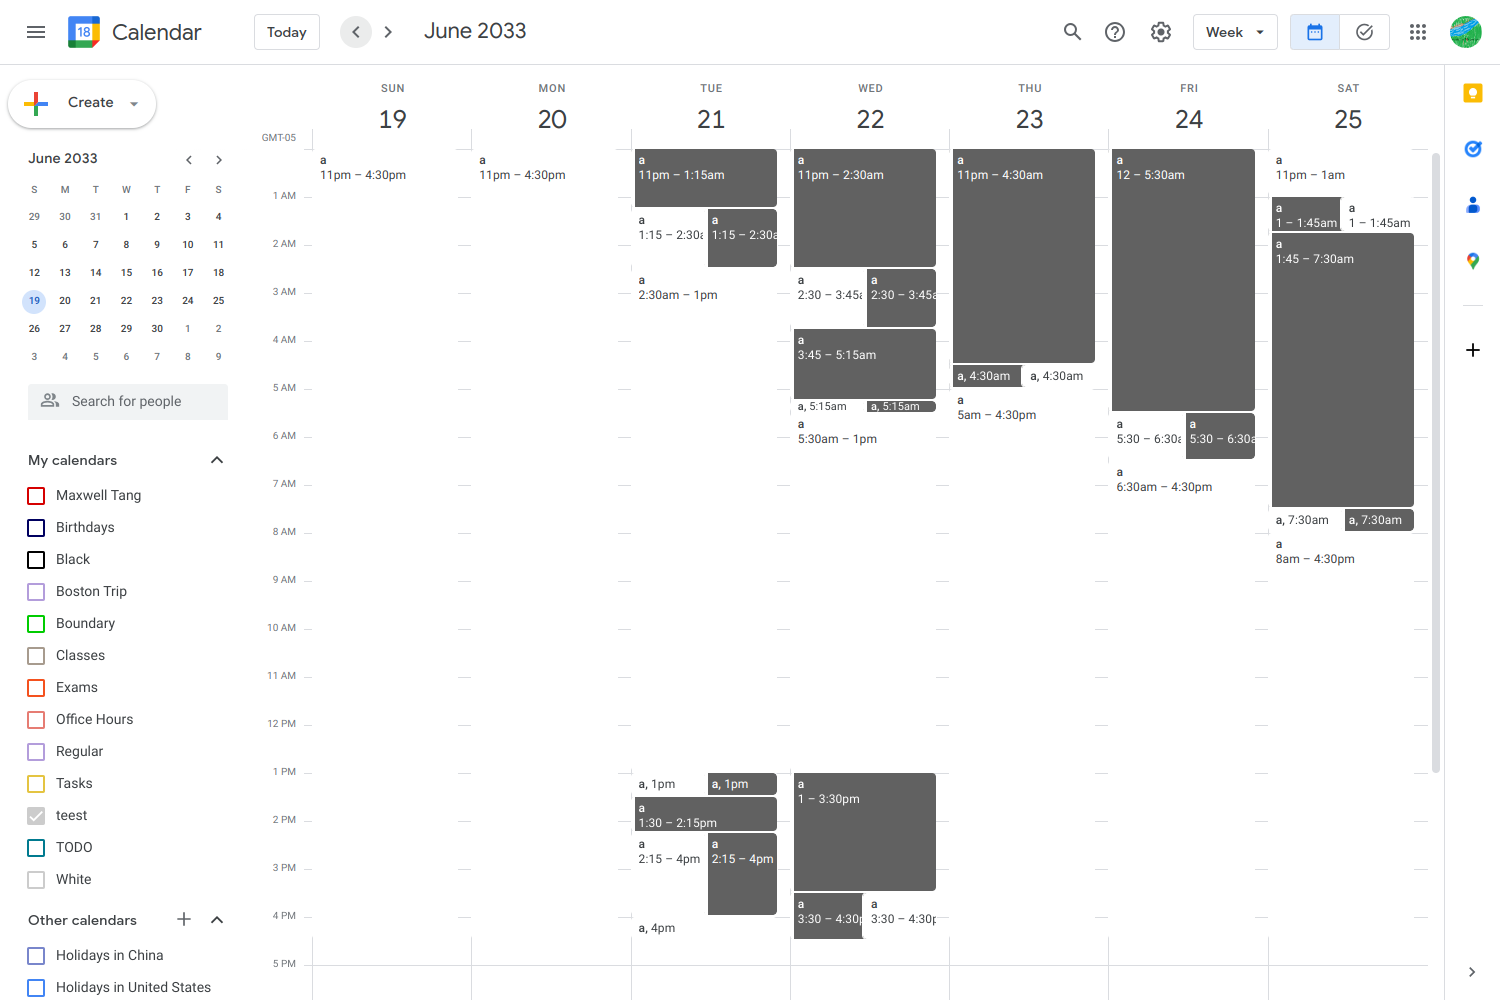 18 Calendar Today June 2033 Week
Create
June 2033
S M T W T F S
29 30 31 1 2 3 4
5 6 7 8 9 10 11
12 13 14 15 16 17 18
19 20 21 22 23 24 25
26 27 28 29 30 1 2
3 4 5 6 7 8 9
Search for people
My calendars
Maxwell Tang
Birthdays
Black
Boston Trip
Boundary
Classes
Exams
Office Hours
Regular
Tasks
teest
TODO
White
Other calendars
Holidays in China
Holidays in United States
SUN MON TUE WED THU FRI SAT
19 20 21 22 23 24 25
GMT-05
1 AM
2 AM
3 AM
4 AM
5 AM
6 AM
7 AM
8 AM
9 AM
10 AM
11 AM
12 PM
1 PM
2 PM
3 PM
4 PM
5 PM
a
11pm – 4:30pm
a
11pm – 4:30pm
a
11pm – 1:15am
a
1:15 – 2:30a
a
1:15 – 2:30a
a
2:30am – 1pm
a, 1pm
a, 1pm
a
1:30 – 2:15pm
a
2:15 – 4pm
a
2:15 – 4pm
a, 4pm
a
11pm – 2:30am
a
2:30 – 3:45a
a
2:30 – 3:45a
a
3:45 – 5:15am
a, 5:15am
a, 5:15am
a
5:30am – 1pm
a
1 – 3:30pm
a
3:30 – 4:30p
a
3:30 – 4:30p
a
11pm – 4:30am
a, 4:30am
a, 4:30am
a
5am – 4:30pm
a
12 – 5:30am
a
5:30 – 6:30a
a
5:30 – 6:30a
a
6:30am – 4:30pm
a
11pm – 1am
a
1 – 1:45am
a
1 – 1:45am
a
1:45 – 7:30am
a, 7:30am
a, 7:30am
a
8am – 4:30pm